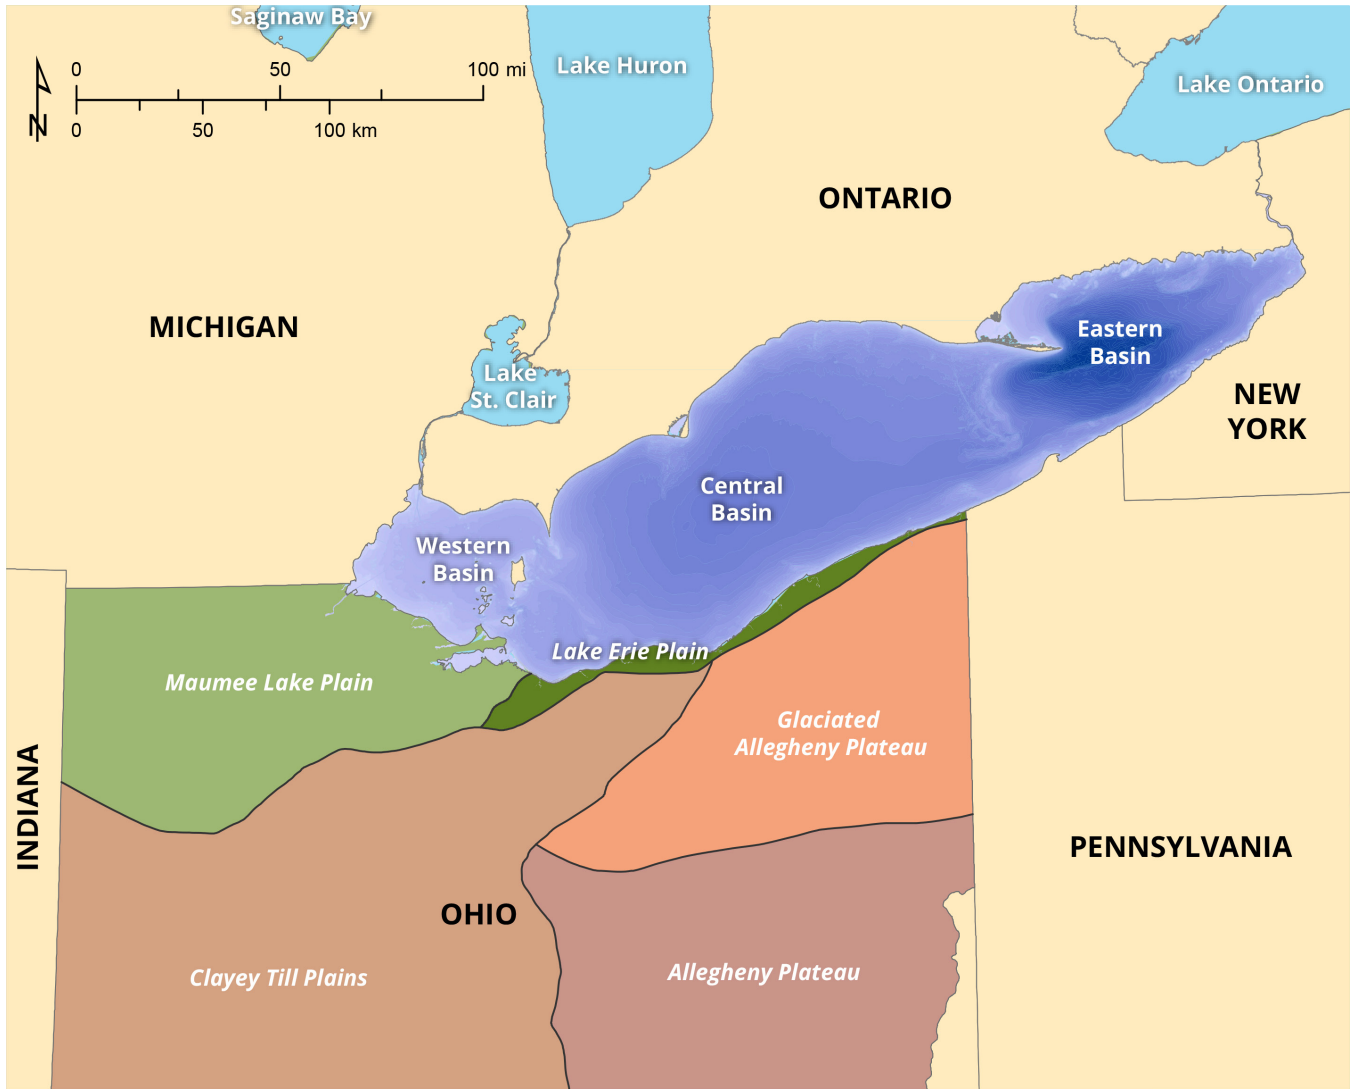 Saginaw Bay
0 50 100 mi
0 50 100 km
N
Lake Huron
Lake Ontario
ONTARIO
MICHIGAN
Lake
St. Clair
Eastern
Basin
NEW
YORK
Central
Basin
Western
Basin
Lake Erie Plain
Maumee Lake Plain
Glaciated
Allegheny Plateau
INDIANA
PENNSYLVANIA
OHIO
Clayey Till Plains
Allegheny Plateau